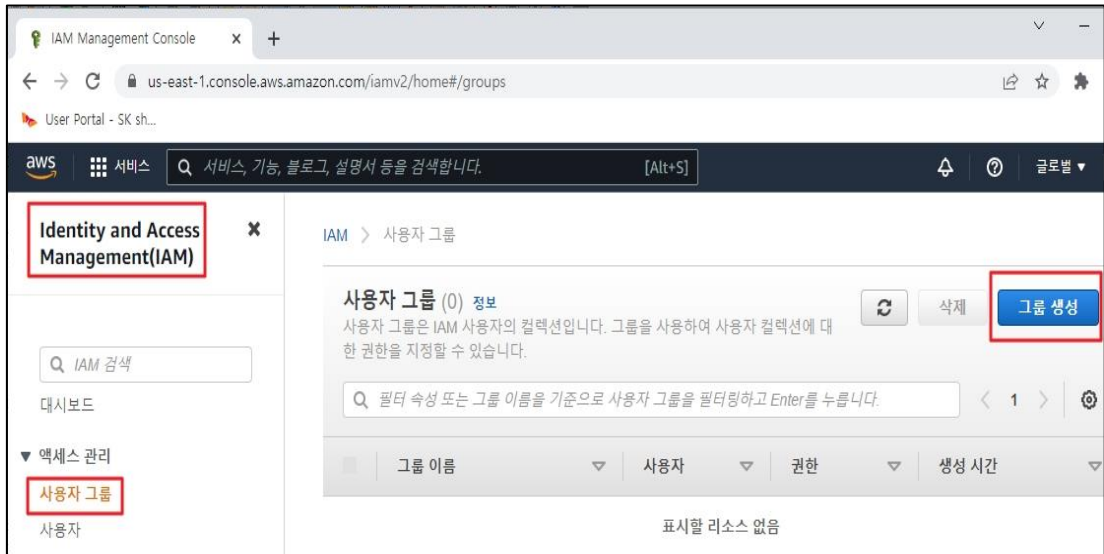 IAM Management Console
us-east-1.console.aws.amazon.com/iamv2/home#/groups
User Portal - SK sh...
aws 서비스 서비스, 기능, 블로그, 설명서 등을 검색합니다. [Alt+S] 글로벌
Identity and Access
Management(IAM)
IAM 검색
대시보드
액세스 관리
사용자 그룹
사용자
IAM > 사용자 그룹
사용자 그룹 (0) 정보
삭제 그룹 생성
사용자 그룹은 IAM 사용자의 컬렉션입니다. 그룹을 사용하여 사용자 컬렉션에 대
한 권한을 지정할 수 있습니다.
필터 속성 또는 그룹 이름을 기준으로 사용자 그룹을 필터링하고 Enter를 누릅니다.
1
그룹 이름 사용자 권한 생성 시간
표시할 리소스 없음